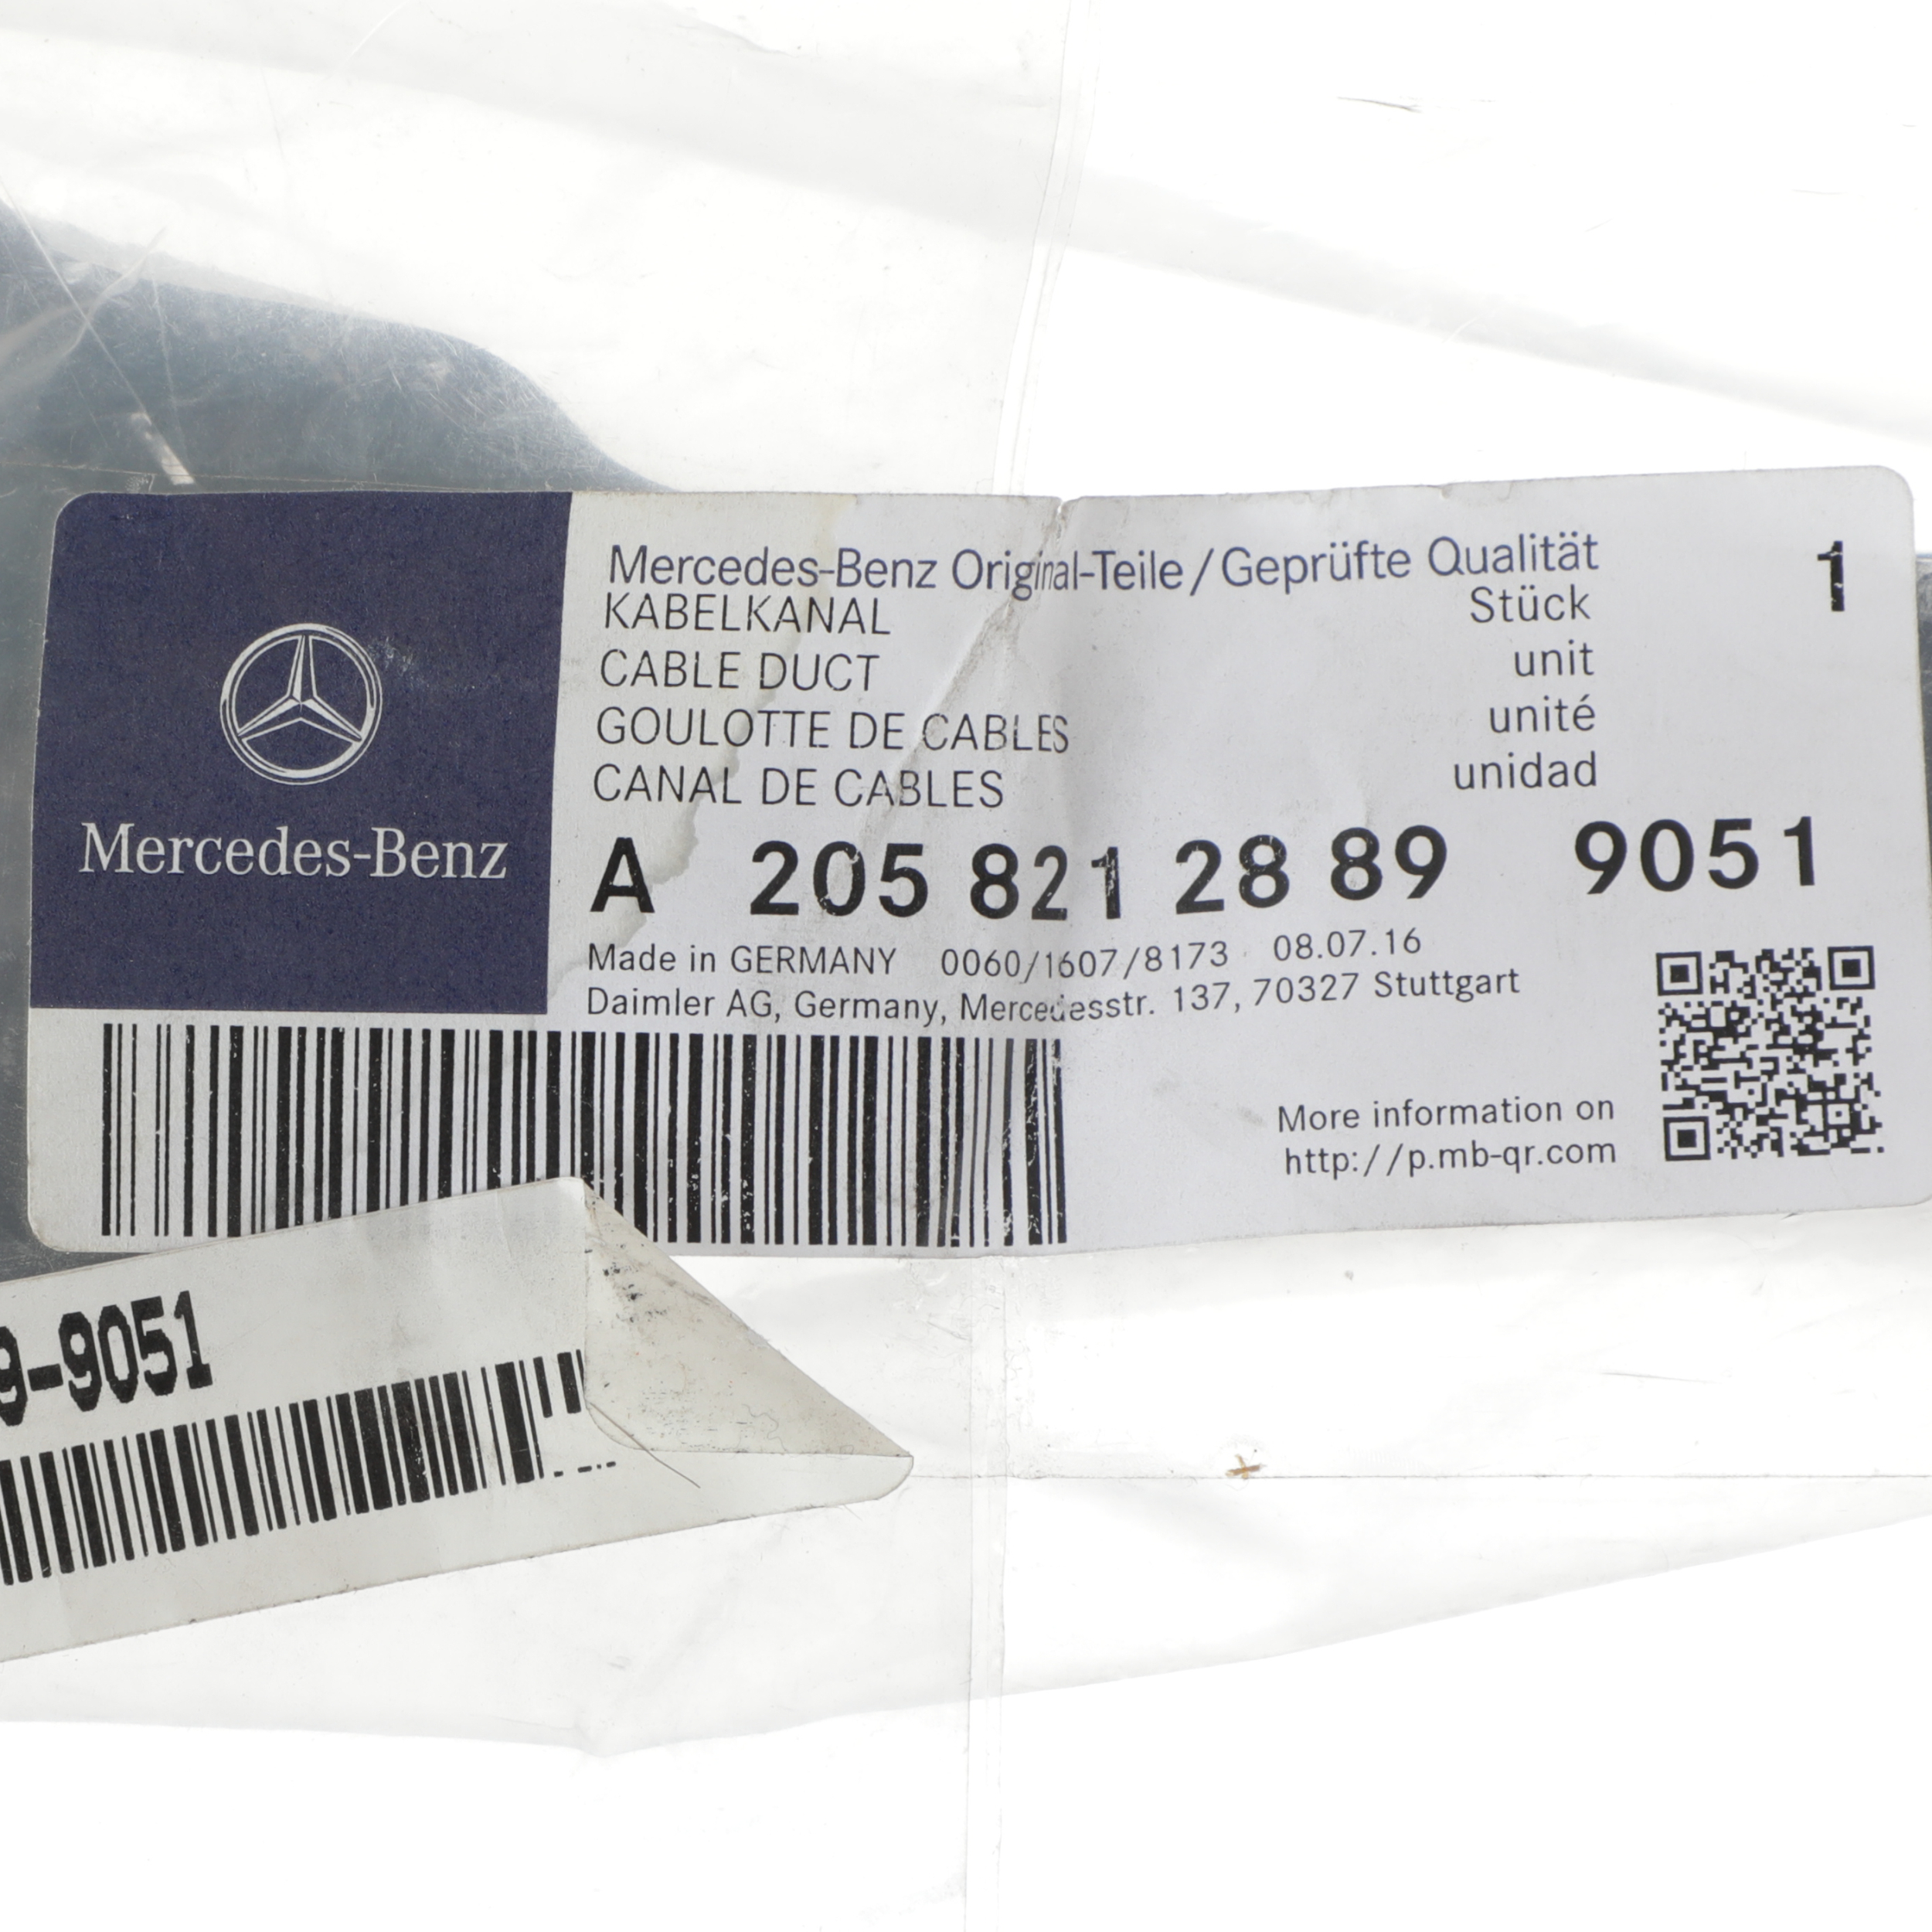 Mercedes-Benz Original-Teile/Geprüfte Qualität 1
KABELKANAL Stück
CABLE DUCT unit
GOULOTTE DE CABLES unité
CANAL DE CABLES unidad
Mercedes-Benz
A 205 821 28 89 9051
Made in GERMANY 0060/1607/8173 08.07.16
Daimler AG, Germany, Mercedesstr. 137, 70327 Stuttgart
More information on
http://p.mb-qr.com
9-9051